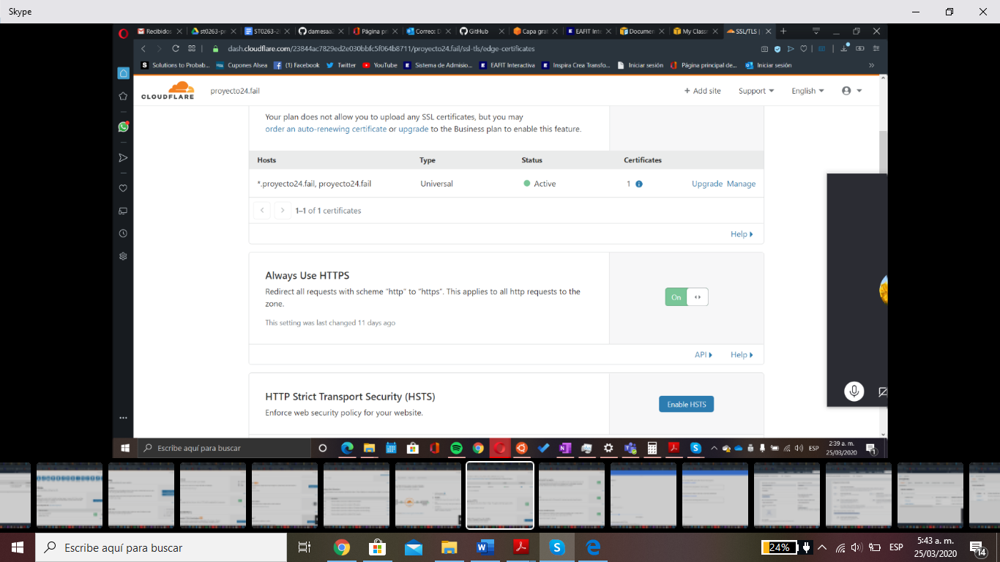 Skype
Recibidos
st0263-pr
ST0263-2
damesaa
Página pri
Correo: D
GitHub
Capa grat
EAFIT Inte
Documen
My Classe
SSL/TLS |
dash.cloudflare.com/23844ac7829ed2e030bbfc5f064b8711/proyecto24.fail/ssl-tls/edge-certificates
S Solutions to Probab...
Cupones Alsea
(1) Facebook
Twitter
YouTube
Sistema de Admisio...
EAFIT Interactiva
Inspira Crea Transfo...
Iniciar sesión
Página principal de...
Iniciar sesión
CLOUDFLARE
proyecto24.fail
+ Add site
Support
English
Your plan does not allow you to upload any SSL certificates, but you may
order an auto-renewing certificate or upgrade to the Business plan to enable this feature.
Hosts Type Status Certificates
*.proyecto24.fail, proyecto24.fail Universal Active 1 Upgrade Manage
1–1 of 1 certificates
Help
Always Use HTTPS
Redirect all requests with scheme "http" to "https". This applies to all http requests to the
zone.
On
This setting was last changed 11 days ago
API Help
HTTP Strict Transport Security (HSTS)
Enforce web security policy for your website.
Enable HSTS
Escribe aquí para buscar
ESP
2:39 a. m.
25/03/2020
1
Escribe aquí para buscar
24%
ESP
5:43 a. m.
25/03/2020
14